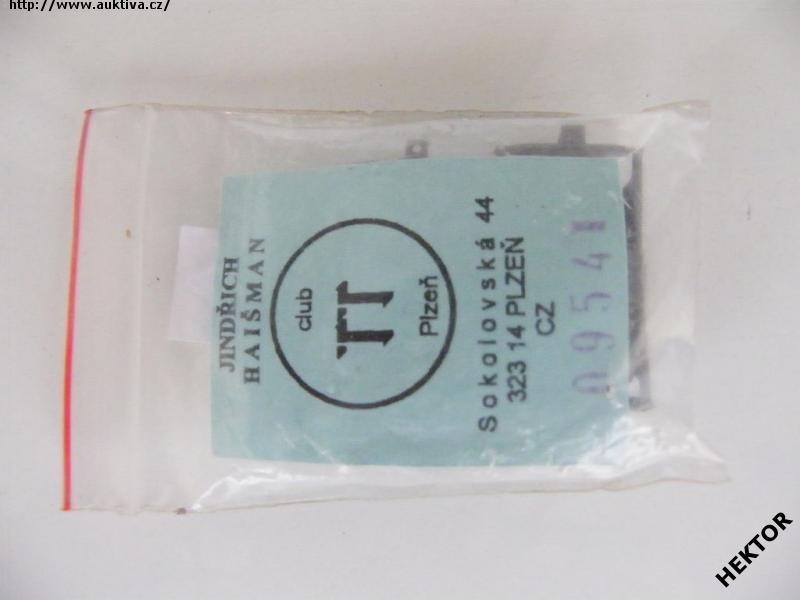 http://www.auktiva.cz/
JINDŘICH
HAIŠMAN
club
TT
Plzeň
Sokolovská 44
323 14 PLZEŇ
CZ
09541
HEKTOR